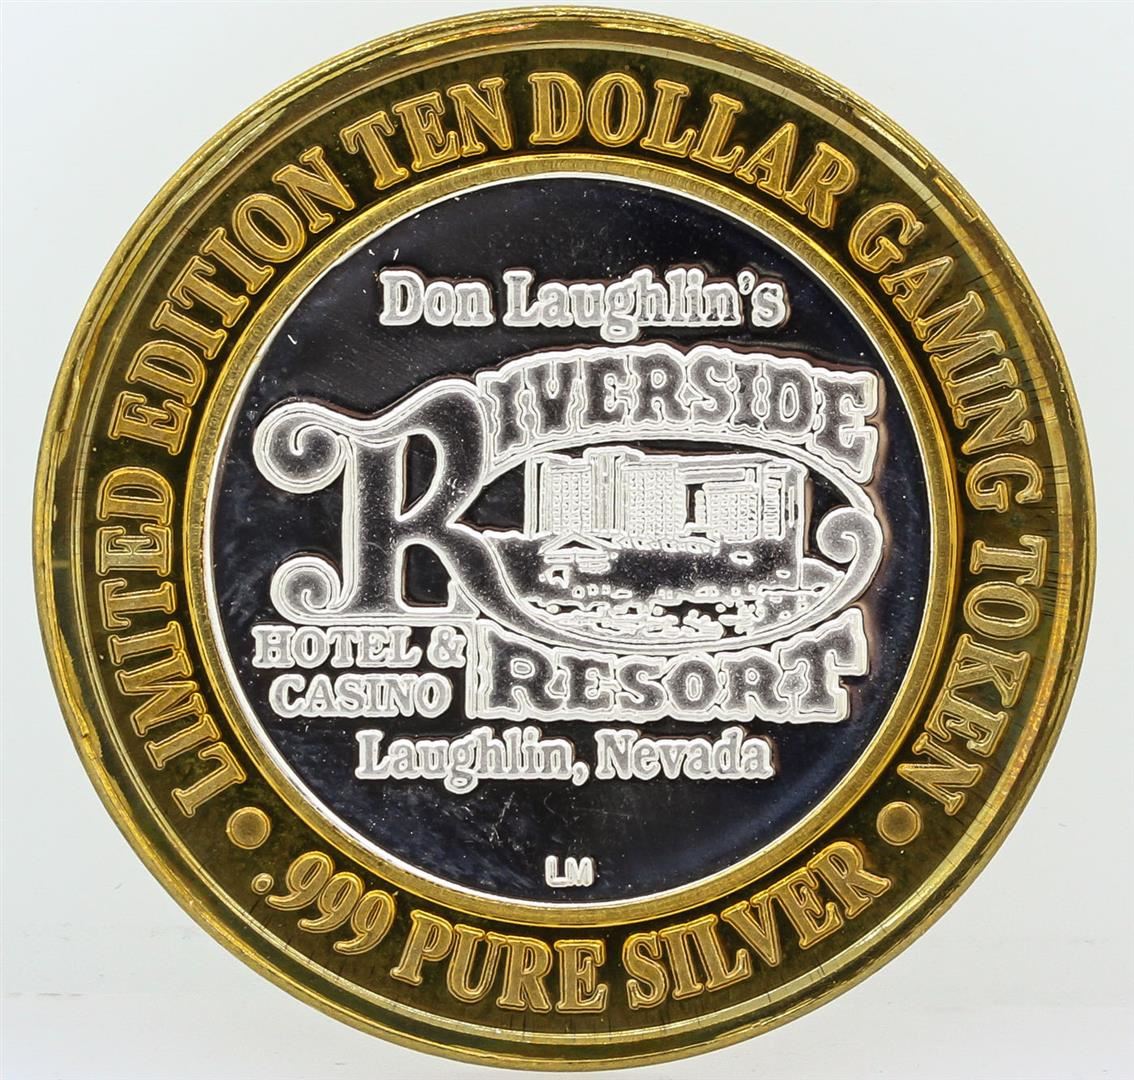 LIMITED EDITION TEN DOLLAR GAMING TOKEN
Don Laughlin's
RIVERSIDE
HOTEL &
CASINO
RESORT
Laughlin, Nevada
LM
.999 PURE SILVER